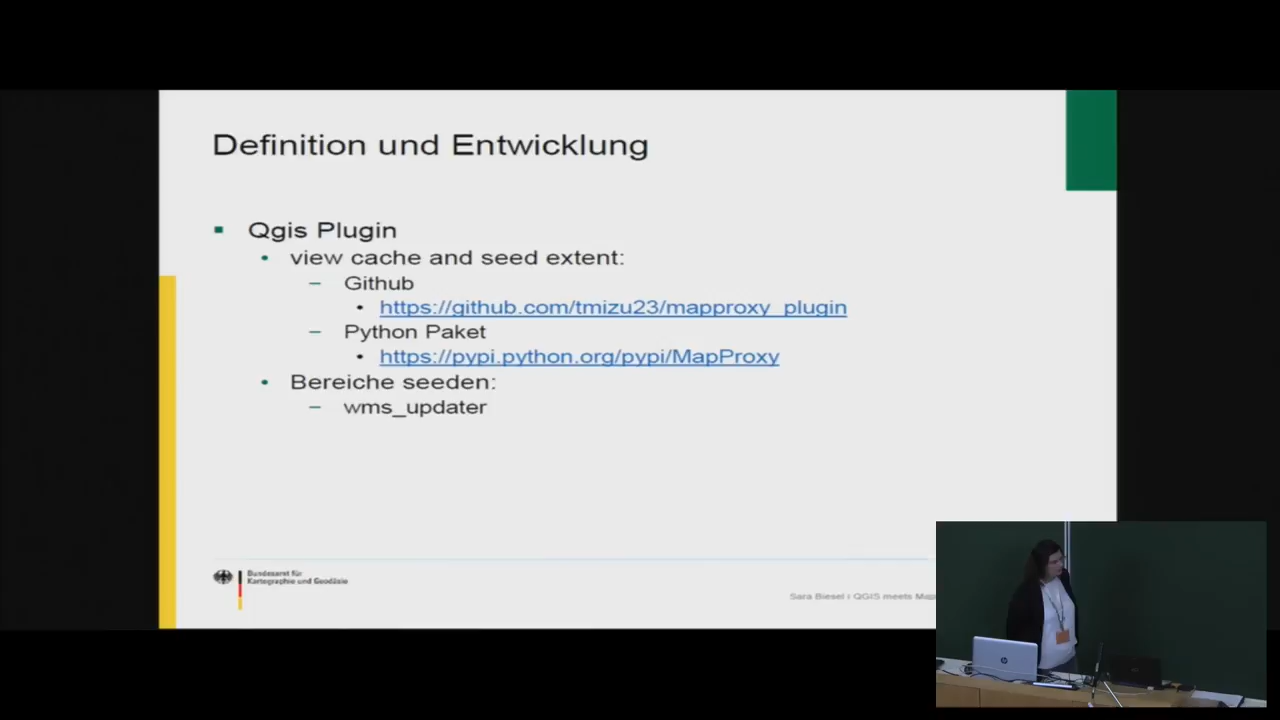 Definition und Entwicklung
Qgis Plugin
view cache and seed extent:
Github
https://github.com/tmizu23/mapproxy_plugin
Python Paket
https://pypi.python.org/pypi/MapProxy
Bereiche seeden:
wms_updater
Bundesamt für
Kartographie und Geodäsie
Sara Biesel I QGIS meets Map